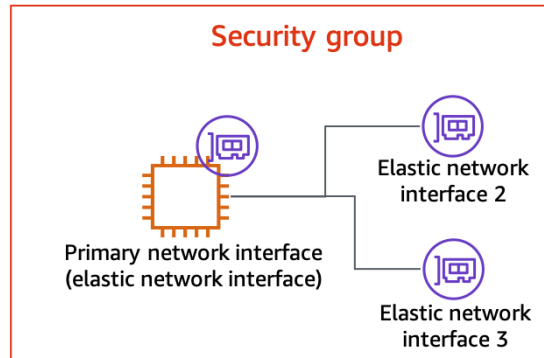 Security group
Elastic network
interface 2
Primary network interface
(elastic network interface)
Elastic network
interface 3